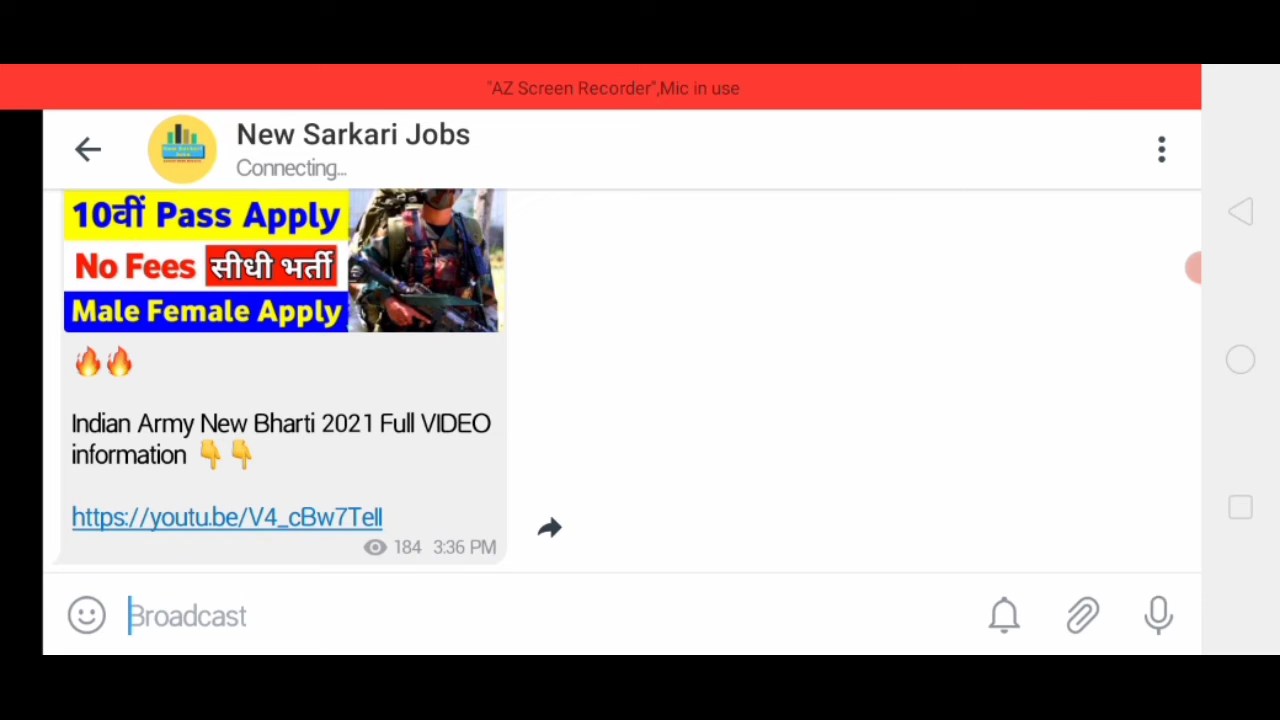 "AZ Screen Recorder",Mic in use
New Sarkari Jobs
Connecting...
10वीं Pass Apply
No Fees सीधी भर्ती
Male Female Apply
🔥🔥
Indian Army New Bharti 2021 Full VIDEO
information 👇👇
https://youtu.be/V4_cBw7TelI
184 3:36 PM
Broadcast